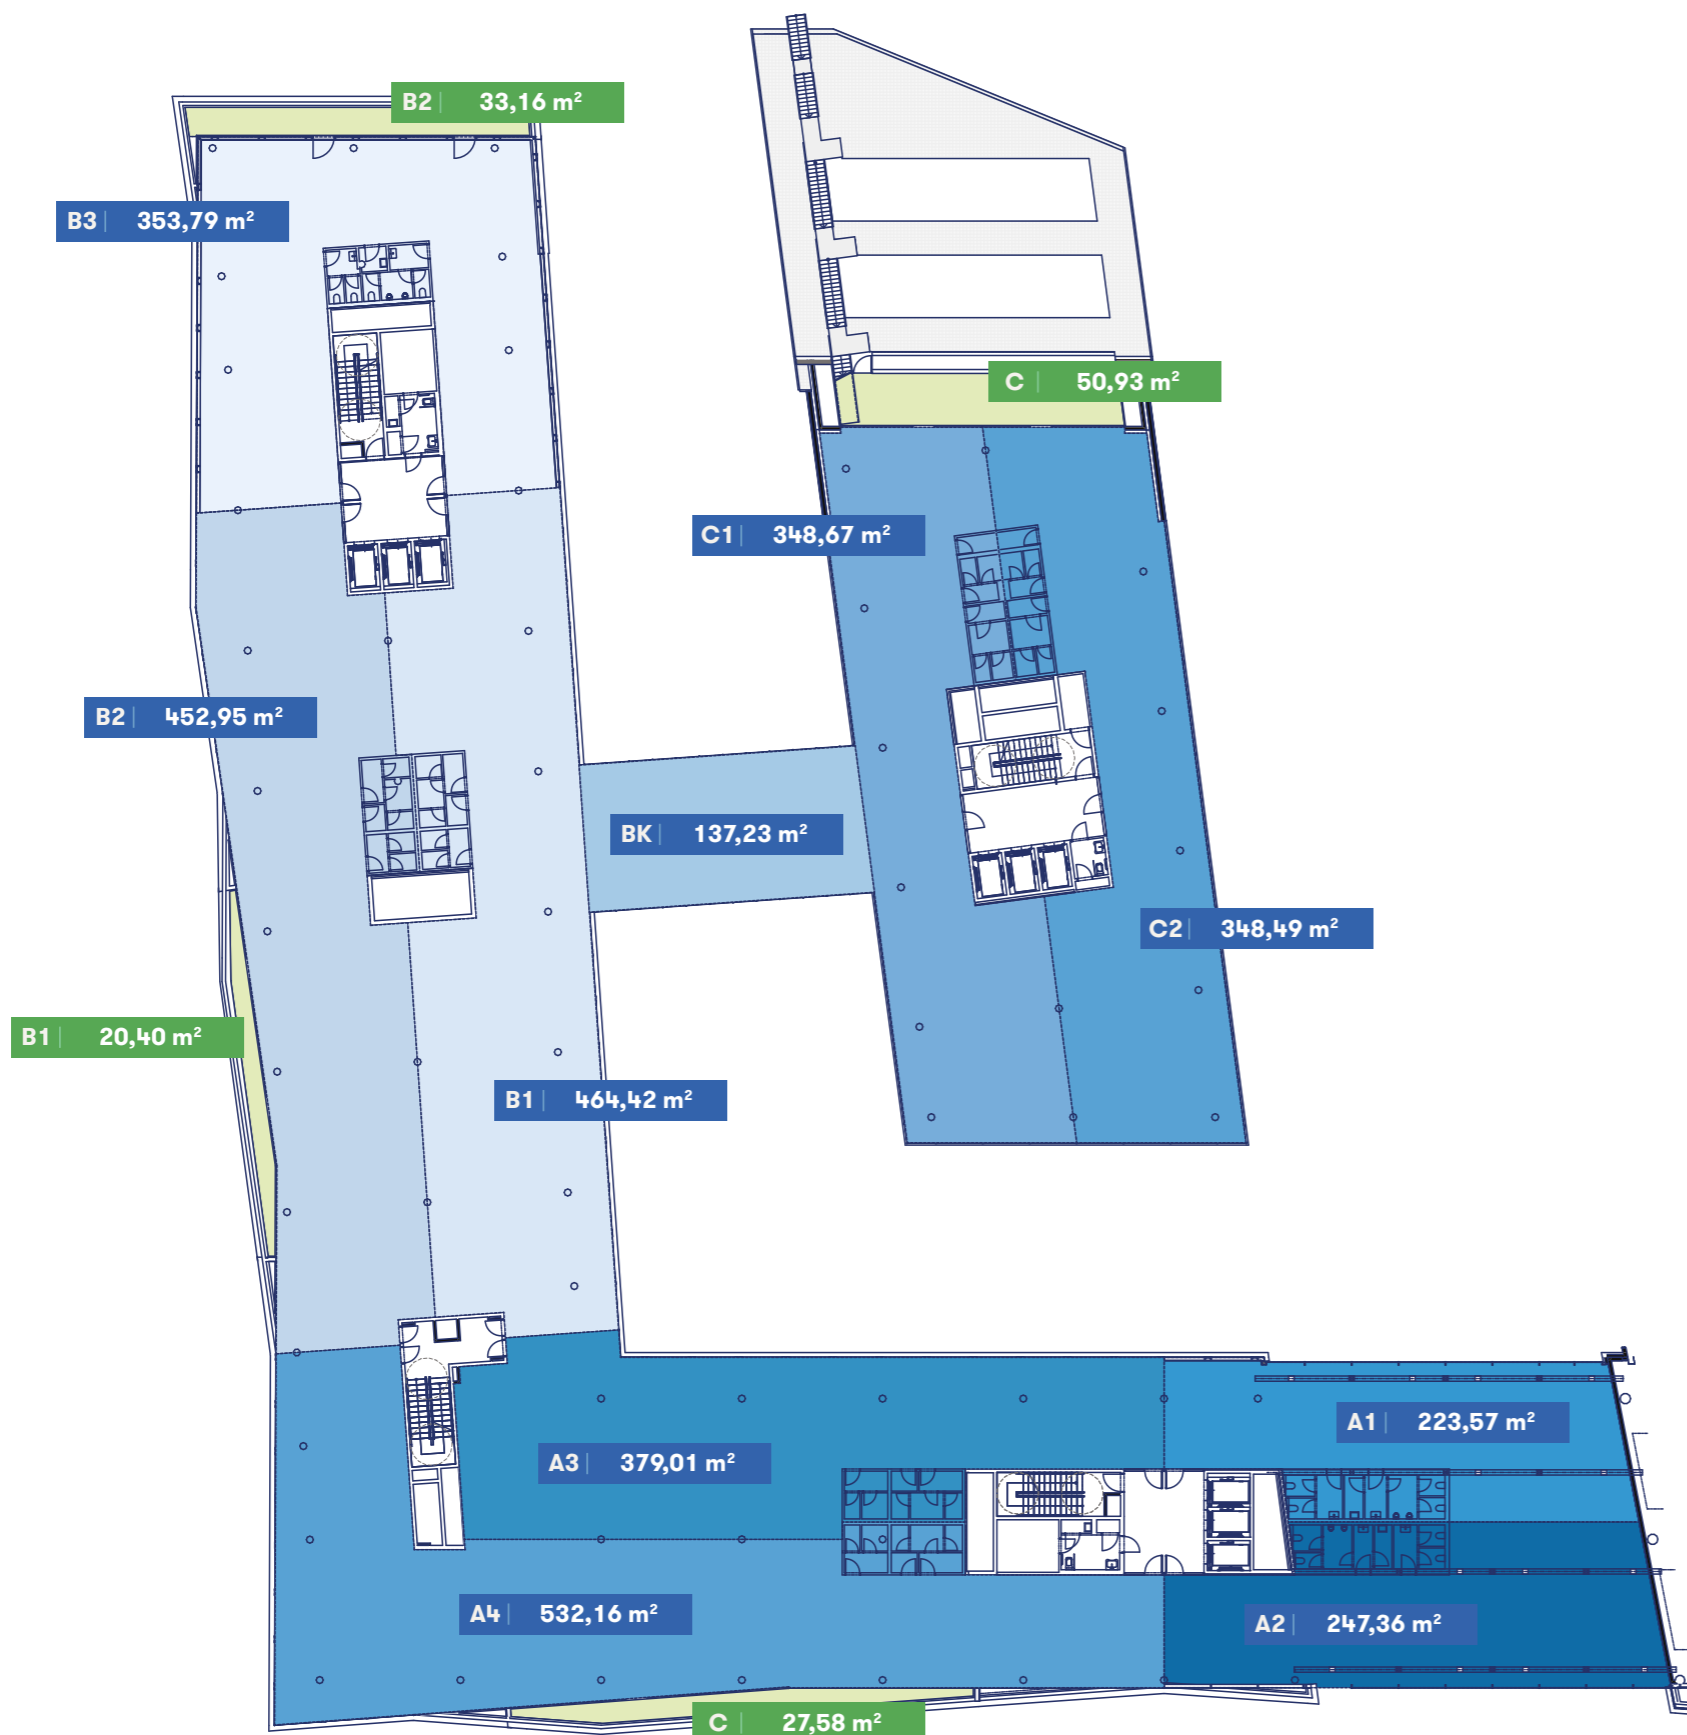 B2 | 33,16 m²
B3 | 353,79 m²
C | 50,93 m²
C1 | 348,67 m²
B2 | 452,95 m²
BK | 137,23 m²
C2 | 348,49 m²
B1 | 20,40 m²
B1 | 464,42 m²
A1 | 223,57 m²
A3 | 379,01 m²
A4 | 532,16 m²
A2 | 247,36 m²
C | 27,58 m²